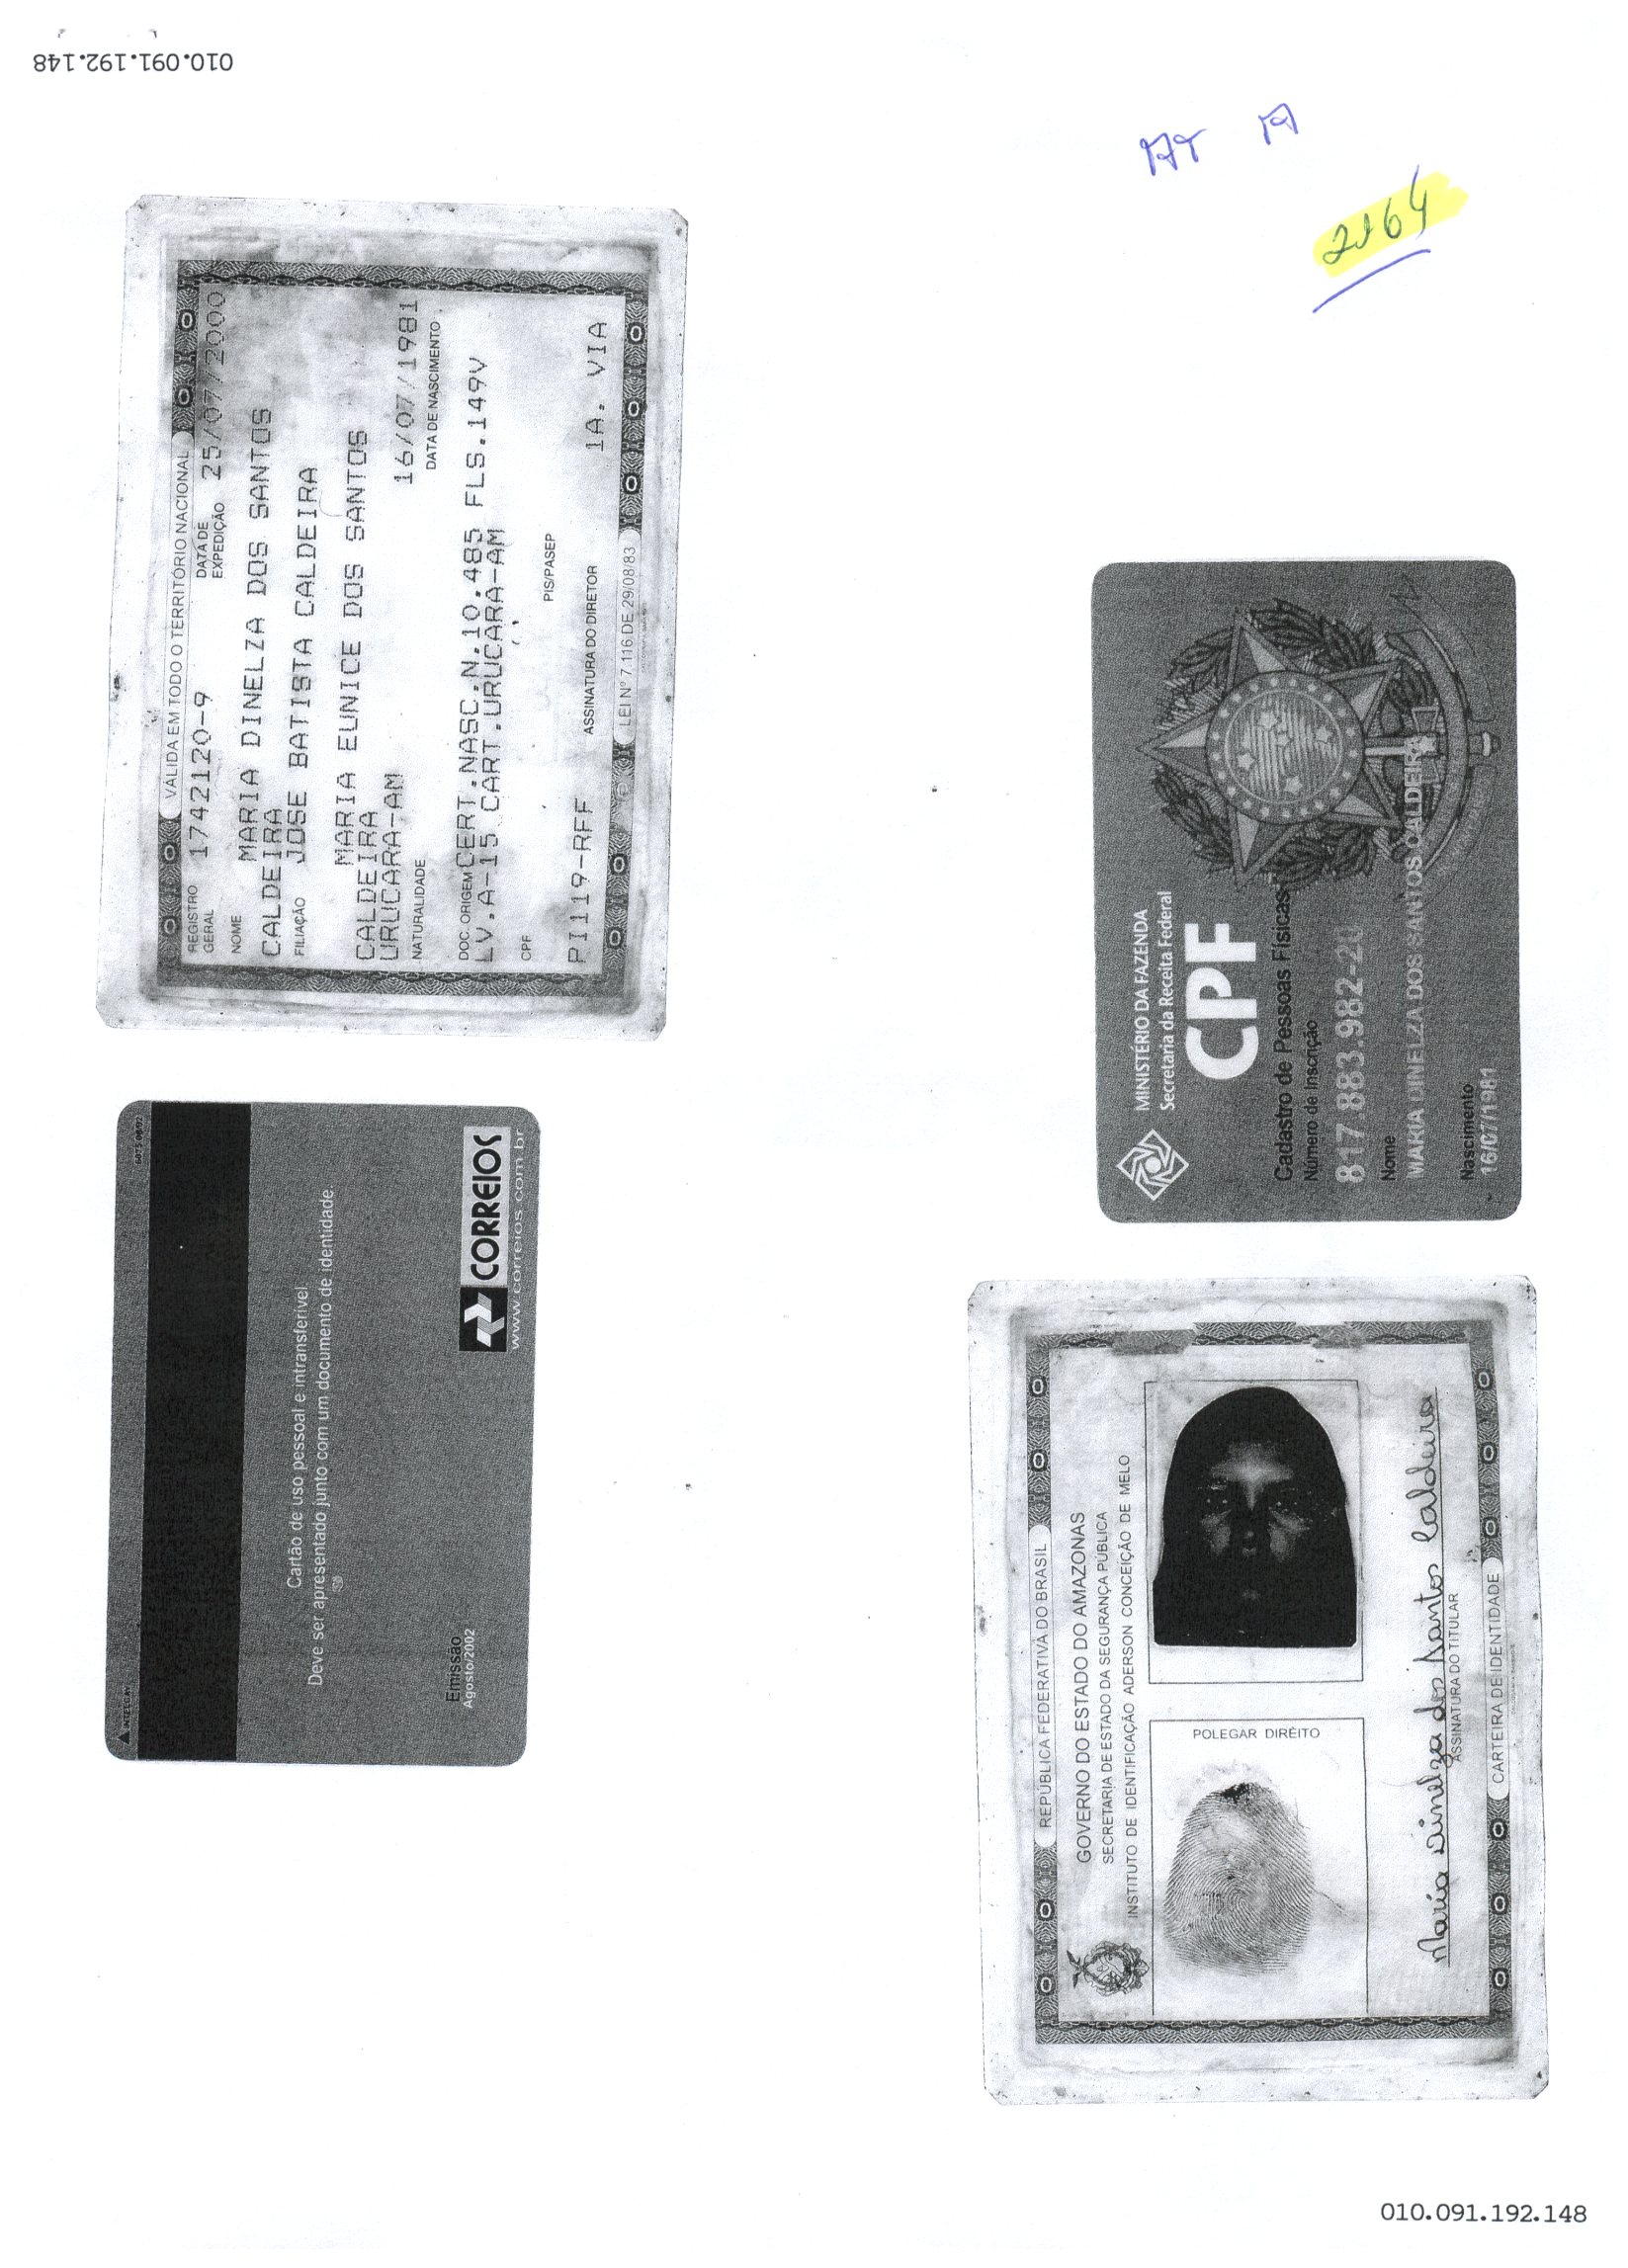 010.091.192.148
AT A
2164
VÁLIDA EM TODO O TERRITÓRIO NACIONAL
REGISTRO GERAL 1742120-9 DATA DE EXPEDIÇÃO 25/07/2000
NOME MARIA DINELZA DOS SANTOS
CALDEIRA
FILIAÇÃO JOSE BATISTA CALDEIRA
MARIA EUNICE DOS SANTOS
CALDEIRA
URUCARA-AM 16/07/1981
NATURALIDADE DATA DE NASCIMENTO
DOC. ORIGEM CERT.NASC.N.10.485 FLS.149V
LV.A-15 CART.URUCARA-AM
CPF PIS/PASEP
P1119-RFF 1A. VIA
ASSINATURA DO DIRETOR
LEI Nº 7.116 DE 29/08/83
Cartão de uso pessoal e intransferível.
Deve ser apresentado junto com um documento de identidade.
Emissão
Agosto/2002
CORREIOS
www.correios.com.br
MINISTÉRIO DA FAZENDA
Secretaria da Receita Federal
CPF
Cadastro de Pessoas Físicas
Número de Inscrição
817.883.982-20
Nome
MARIA DINELZA DOS SANTOS CALDEIRA
Nascimento
16/07/1981
REPÚBLICA FEDERATIVA DO BRASIL
GOVERNO DO ESTADO DO AMAZONAS
SECRETARIA DE ESTADO DA SEGURANÇA PÚBLICA
INSTITUTO DE IDENTIFICAÇÃO ADERSON CONCEIÇÃO DE MELO
POLEGAR DIREITO
Maria Dinelza dos Santos Caldeira
ASSINATURA DO TITULAR
CARTEIRA DE IDENTIDADE
010.091.192.148